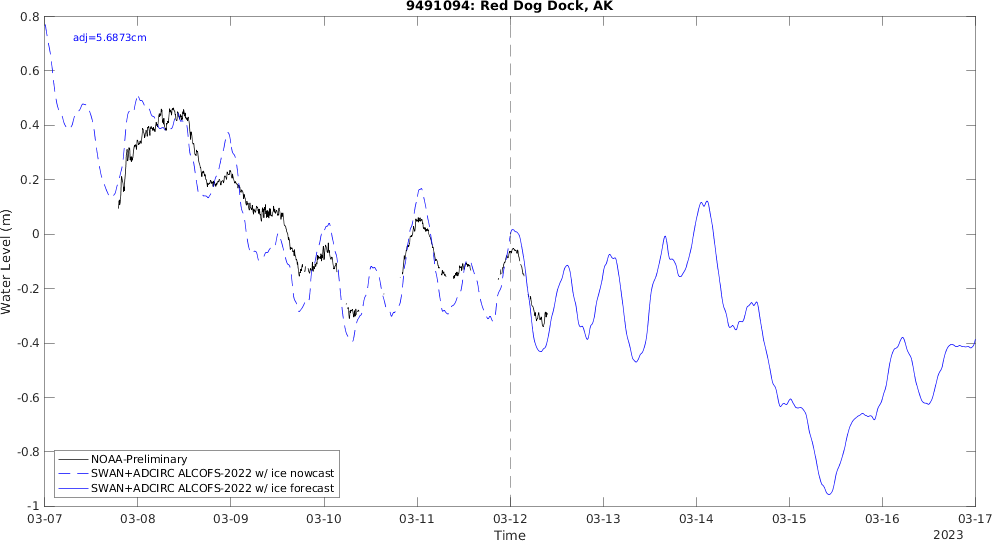 9491094: Red Dog Dock, AK
adj=5.6873cm
0.8
0.6
0.4
0.2
0
-0.2
-0.4
-0.6
-0.8
-1
Water Level (m)
NOAA-Preliminary
SWAN+ADCIRC ALCOFS-2022 w/ ice nowcast
SWAN+ADCIRC ALCOFS-2022 w/ ice forecast
03-07 03-08 03-09 03-10 03-11 03-12 03-13 03-14 03-15 03-16 03-17
Time
2023